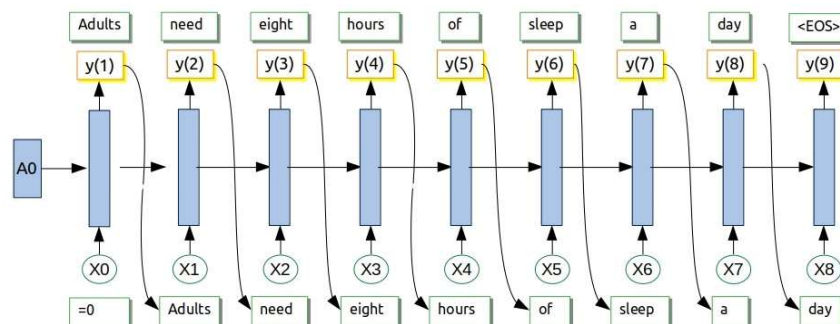 Adults need eight hours of sleep a day <EOS>
y(1) y(2) y(3) y(4) y(5) y(6) y(7) y(8) y(9)
A0
X0 X1 X2 X3 X4 X5 X6 X7 X8
=0 Adults need eight hours of sleep a day